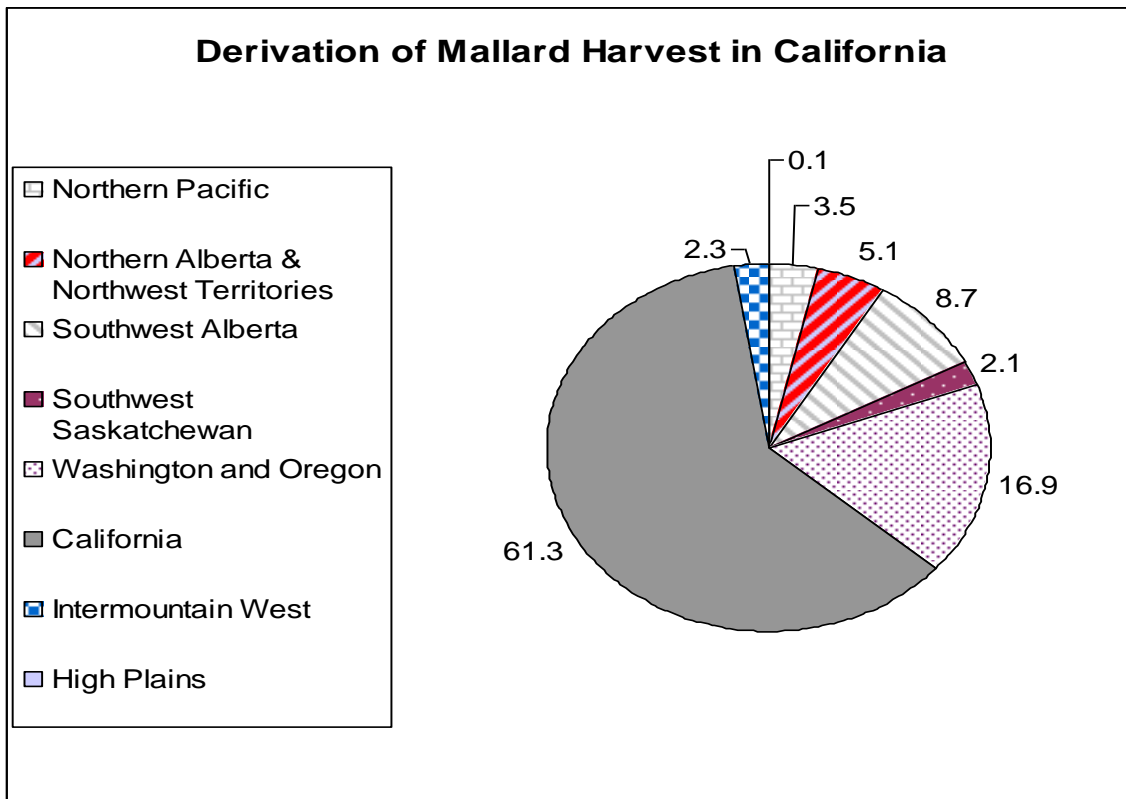 Derivation of Mallard Harvest in California
Northern Pacific
Northern Alberta &
Northwest Territories
Southwest Alberta
Southwest
Saskatchewan
Washington and Oregon
California
Intermountain West
High Plains
0.1
3.5
5.1
8.7
2.1
16.9
61.3
2.3